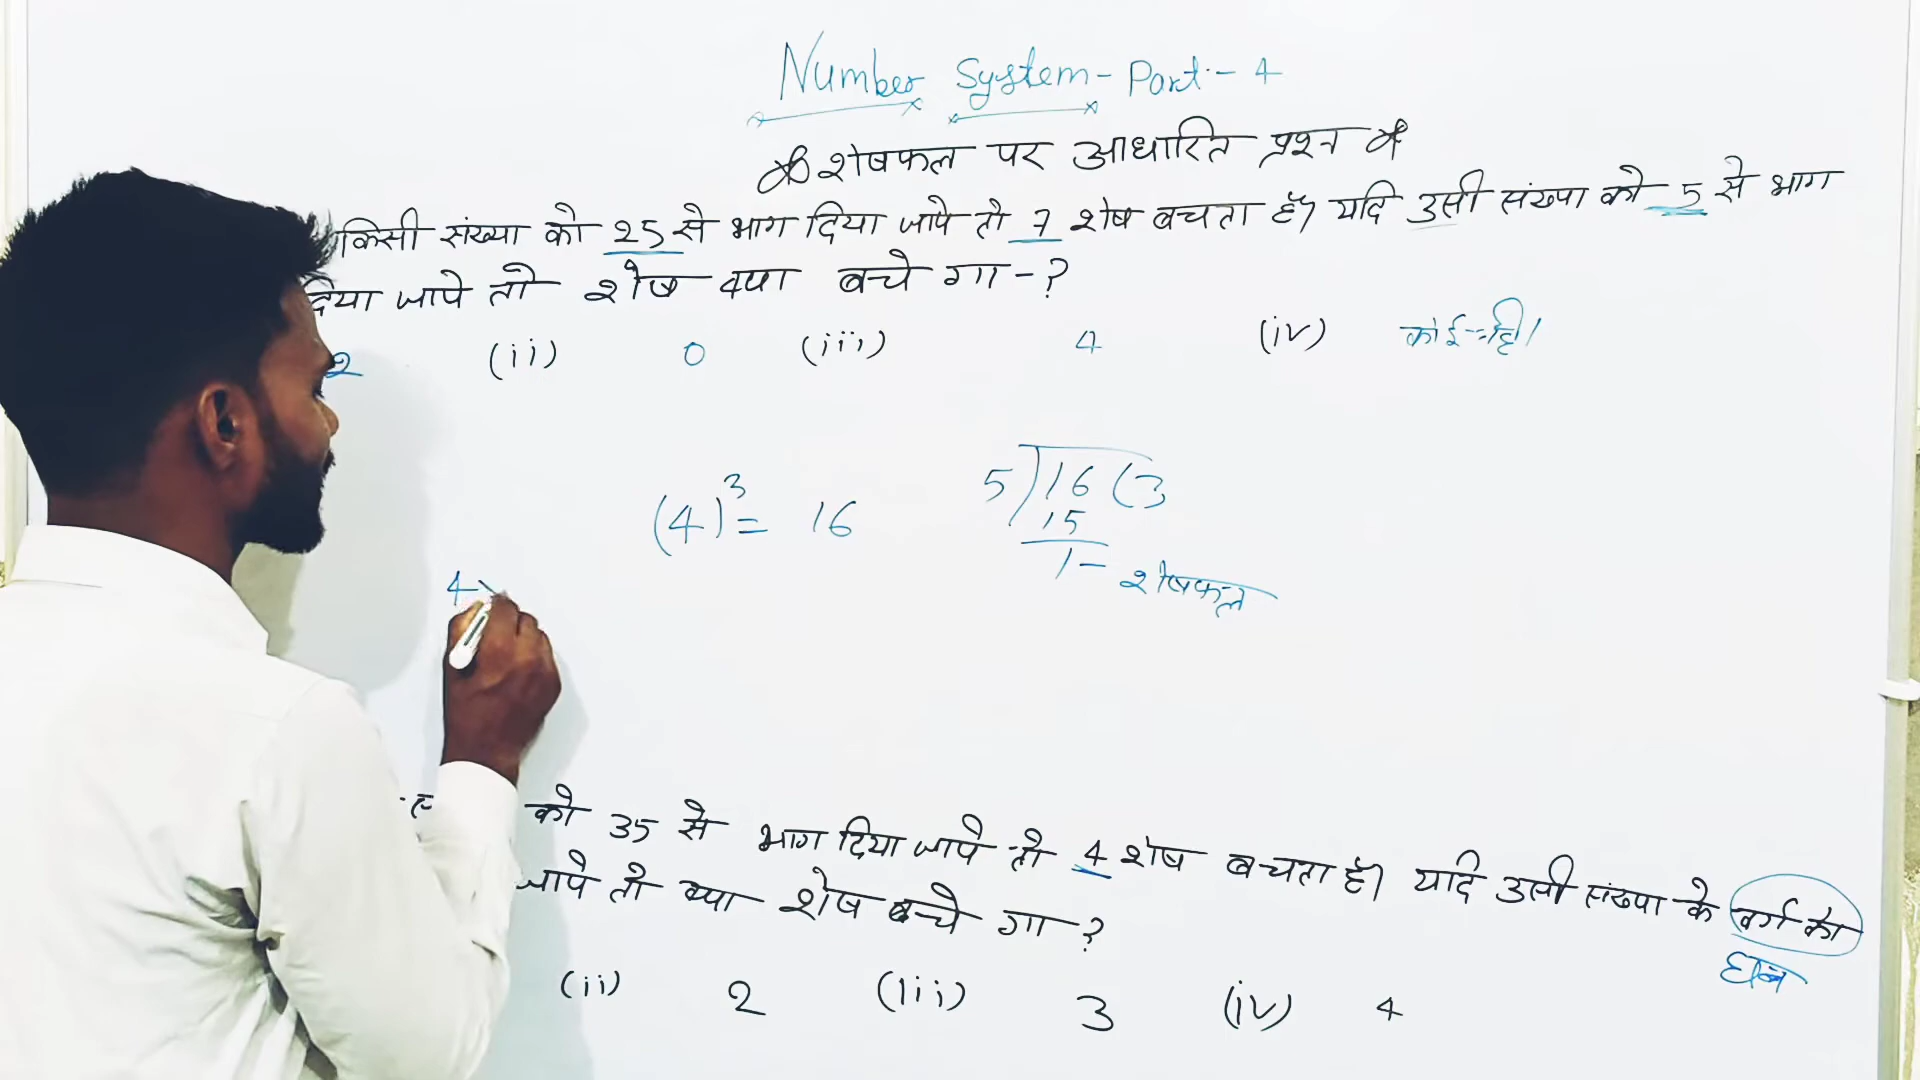 Number System - Part - 4
शेषफल पर आधारित प्रश्न
किसी संख्या को 25 से भाग दिया जाये तो 7 शेष बचता है। यदि उसी संख्या को 5 से भाग
दिया जाये तो शेष क्या बचे गा - ?
2 (ii) 0 (iii) 4 (iv) कोई नहीं।
(4)³ = 16
5)16(3
15
1 - शेषफल
4
को 35 से भाग दिया जाये तो 4 शेष बचता है। यदि उसी संख्या के वर्ग को
घन
जाये तो क्या शेष बचे गा ?
(ii) 2 (iii) 3 (iv) 4